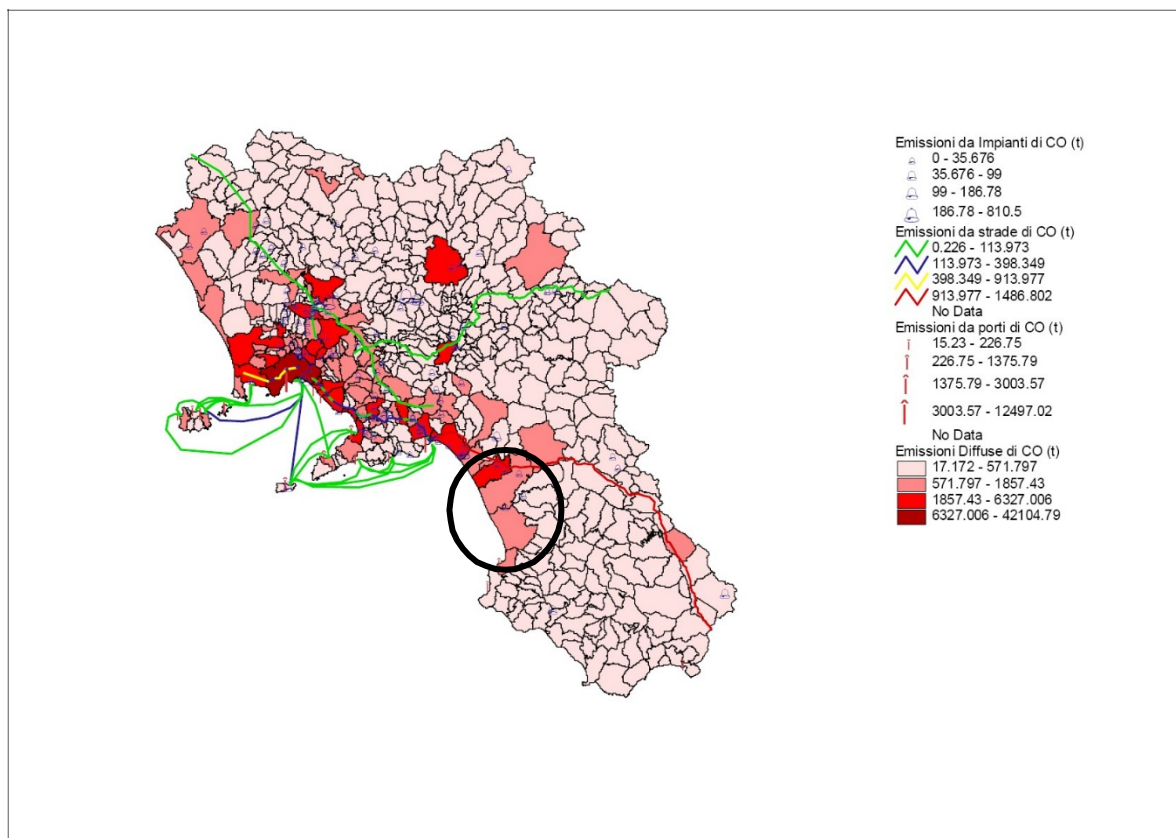 Emissioni da Impianti di CO (t)
0 - 35.676
35.676 - 99
99 - 186.78
186.78 - 810.5
Emissioni da strade di CO (t)
0.226 - 113.973
113.973 - 398.349
398.349 - 913.977
913.977 - 1486.802
No Data
Emissioni da porti di CO (t)
15.23 - 226.75
226.75 - 1375.79
1375.79 - 3003.57
3003.57 - 12497.02
No Data
Emissioni Diffuse di CO (t)
17.172 - 571.797
571.797 - 1857.43
1857.43 - 6327.006
6327.006 - 42104.79